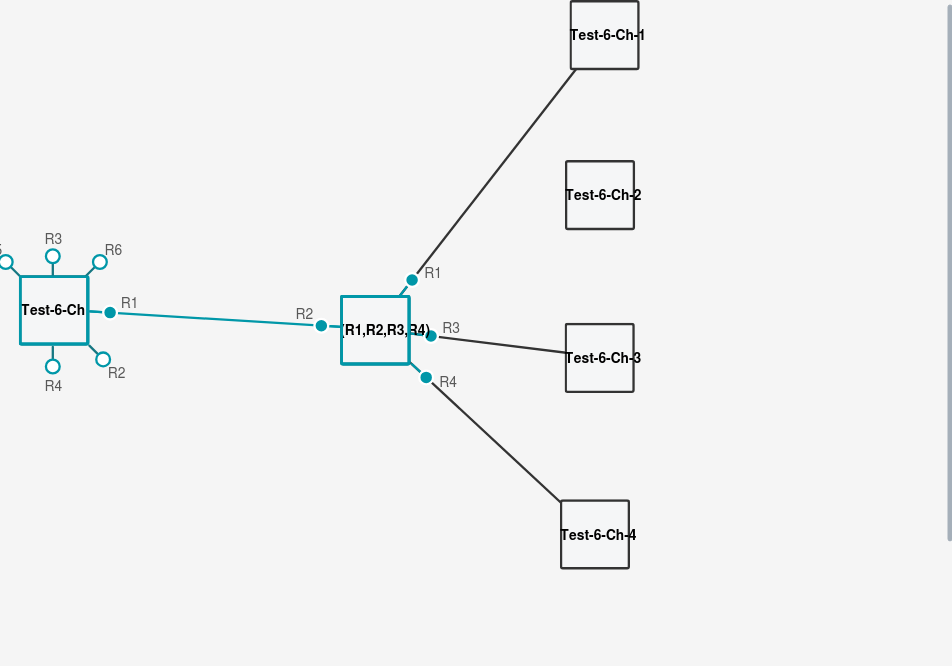 Test-6-Ch-1
Test-6-Ch-2
R3
R6
R1
R1
R2
Test-6-Ch
(R1,R2,R3,R4)
R3
Test-6-Ch-3
R2
R4
R4
Test-6-Ch-4